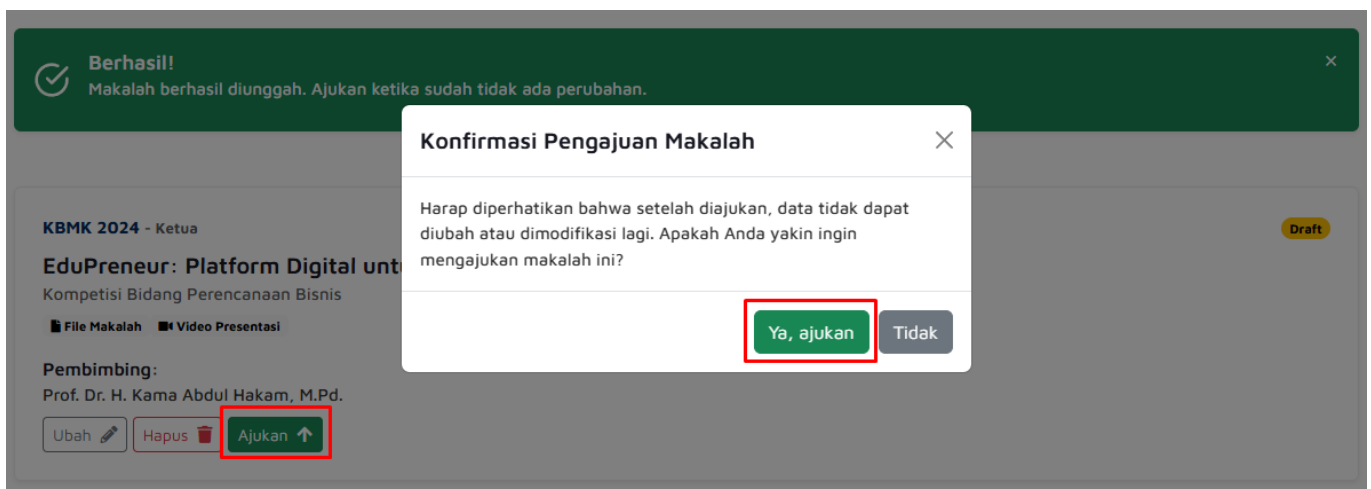 Berhasil!
Makalah berhasil diunggah. Ajukan ketika sudah tidak ada perubahan.
Konfirmasi Pengajuan Makalah
Harap diperhatikan bahwa setelah diajukan, data tidak dapat
diubah atau dimodifikasi lagi. Apakah Anda yakin ingin
mengajukan makalah ini?
Ya, ajukan Tidak
KBMK 2024 - Ketua Draft
EduPreneur: Platform Digital
Kompetisi Bidang Perencanaan Bisnis
File Makalah Video Presentasi
Pembimbing:
Prof. Dr. H. Kama Abdul Hakam, M.Pd.
Ubah Hapus Ajukan